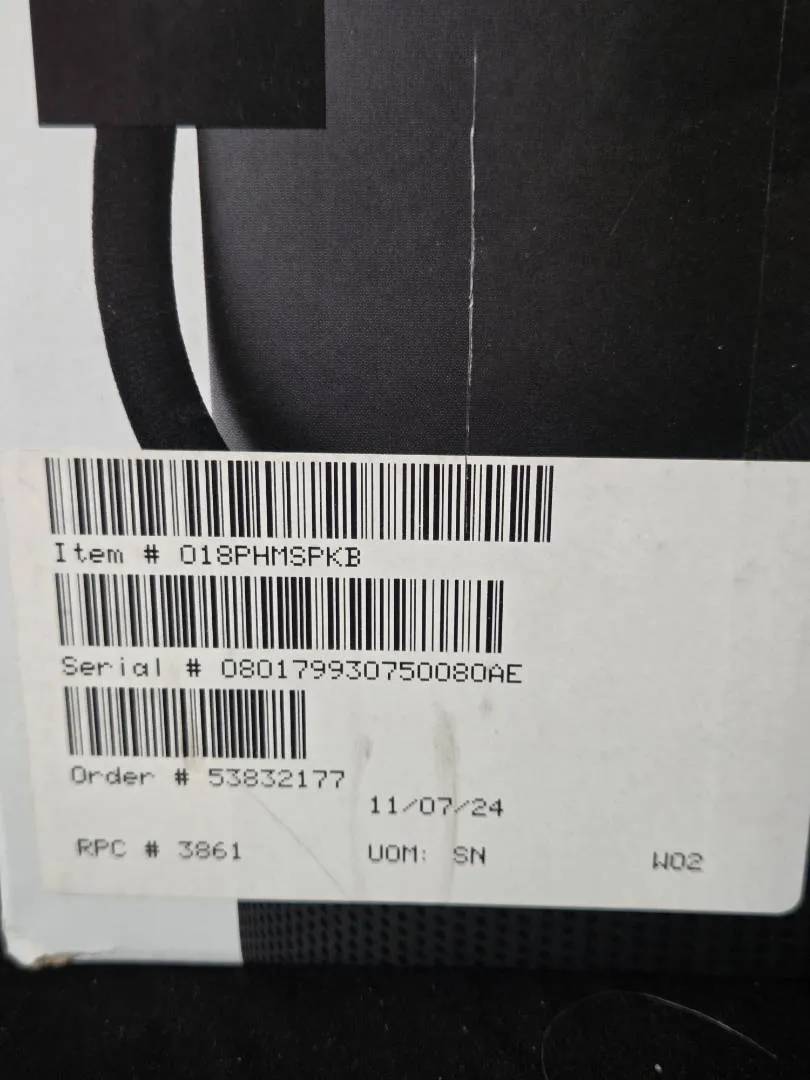 Item # 018PHMSPKB
Serial # 080179930750080AE
Order # 53832177
11/07/24
RPC # 3861 UOM: SN W02